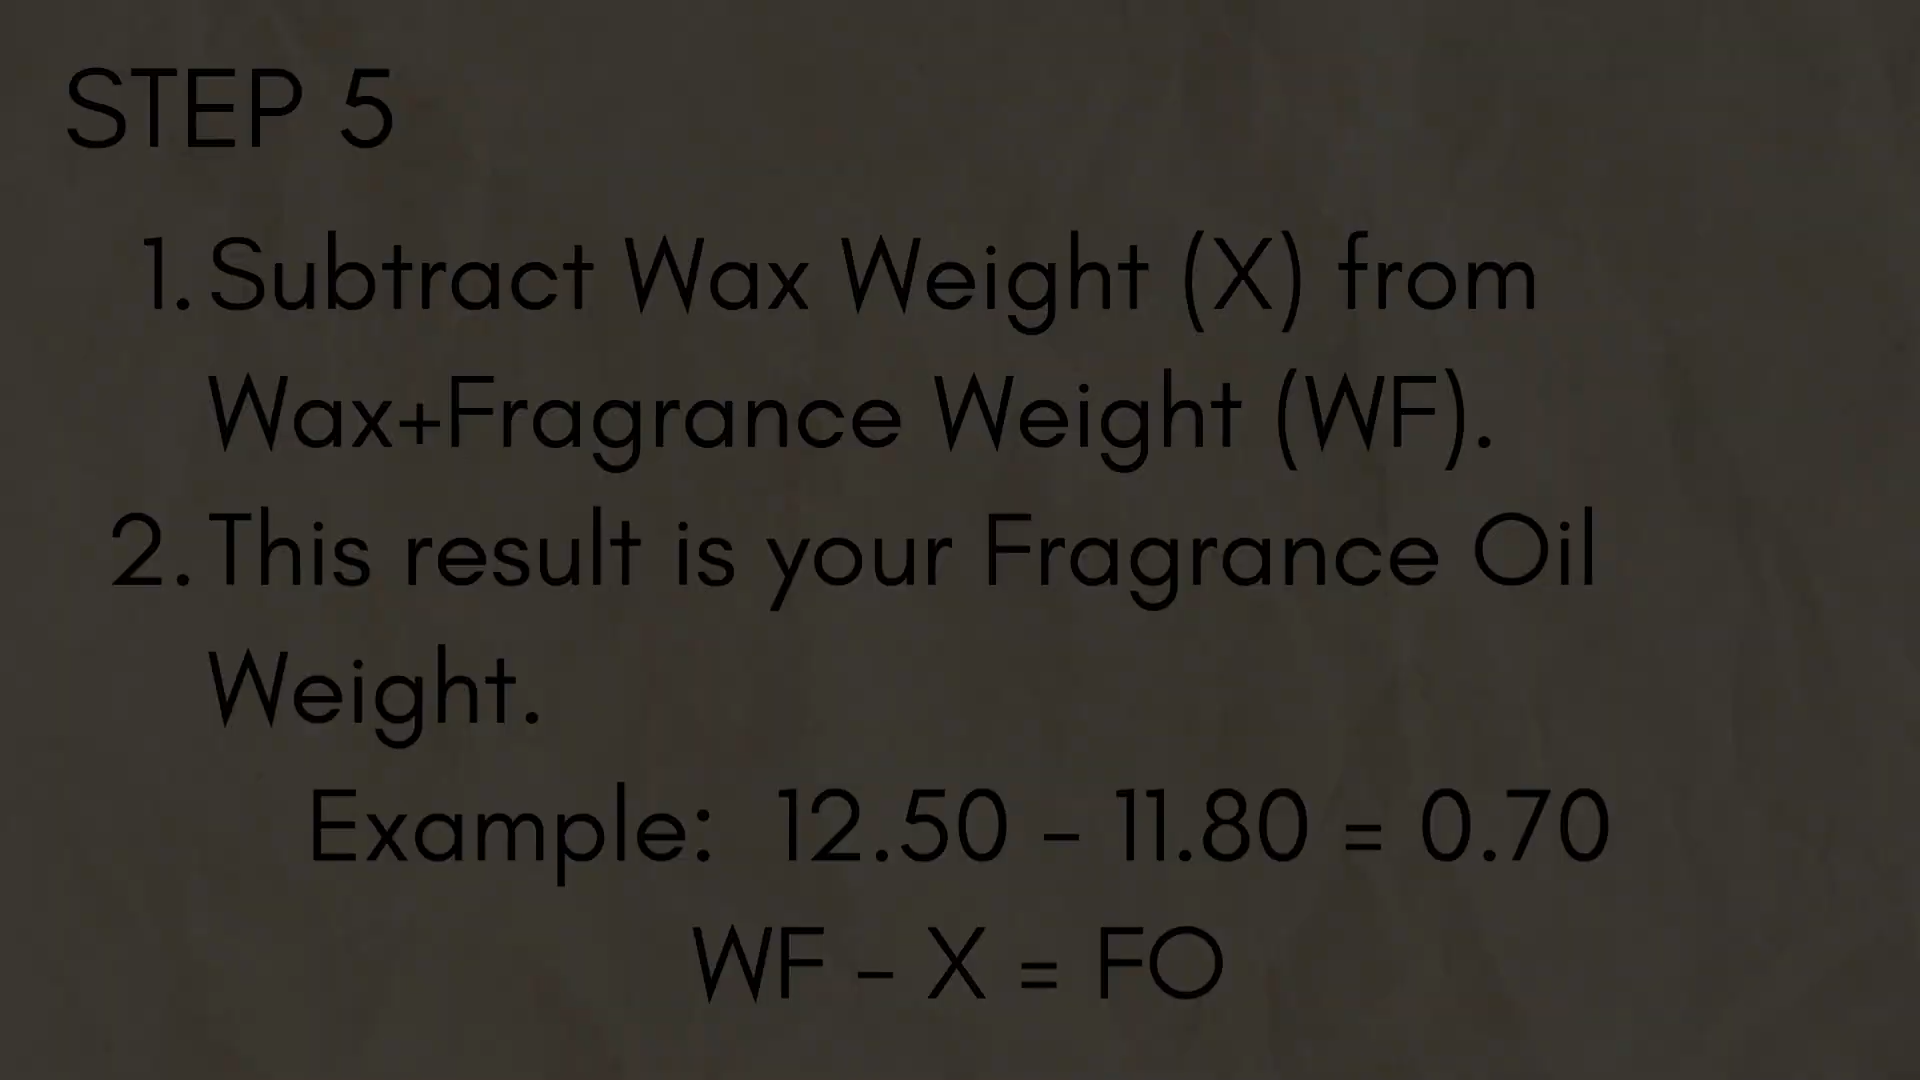 STEP 5
1. Subtract Wax Weight (X) from
Wax+Fragrance Weight (WF).
2. This result is your Fragrance Oil
Weight.
Example: 12.50 - 11.80 = 0.70
WF - X = FO